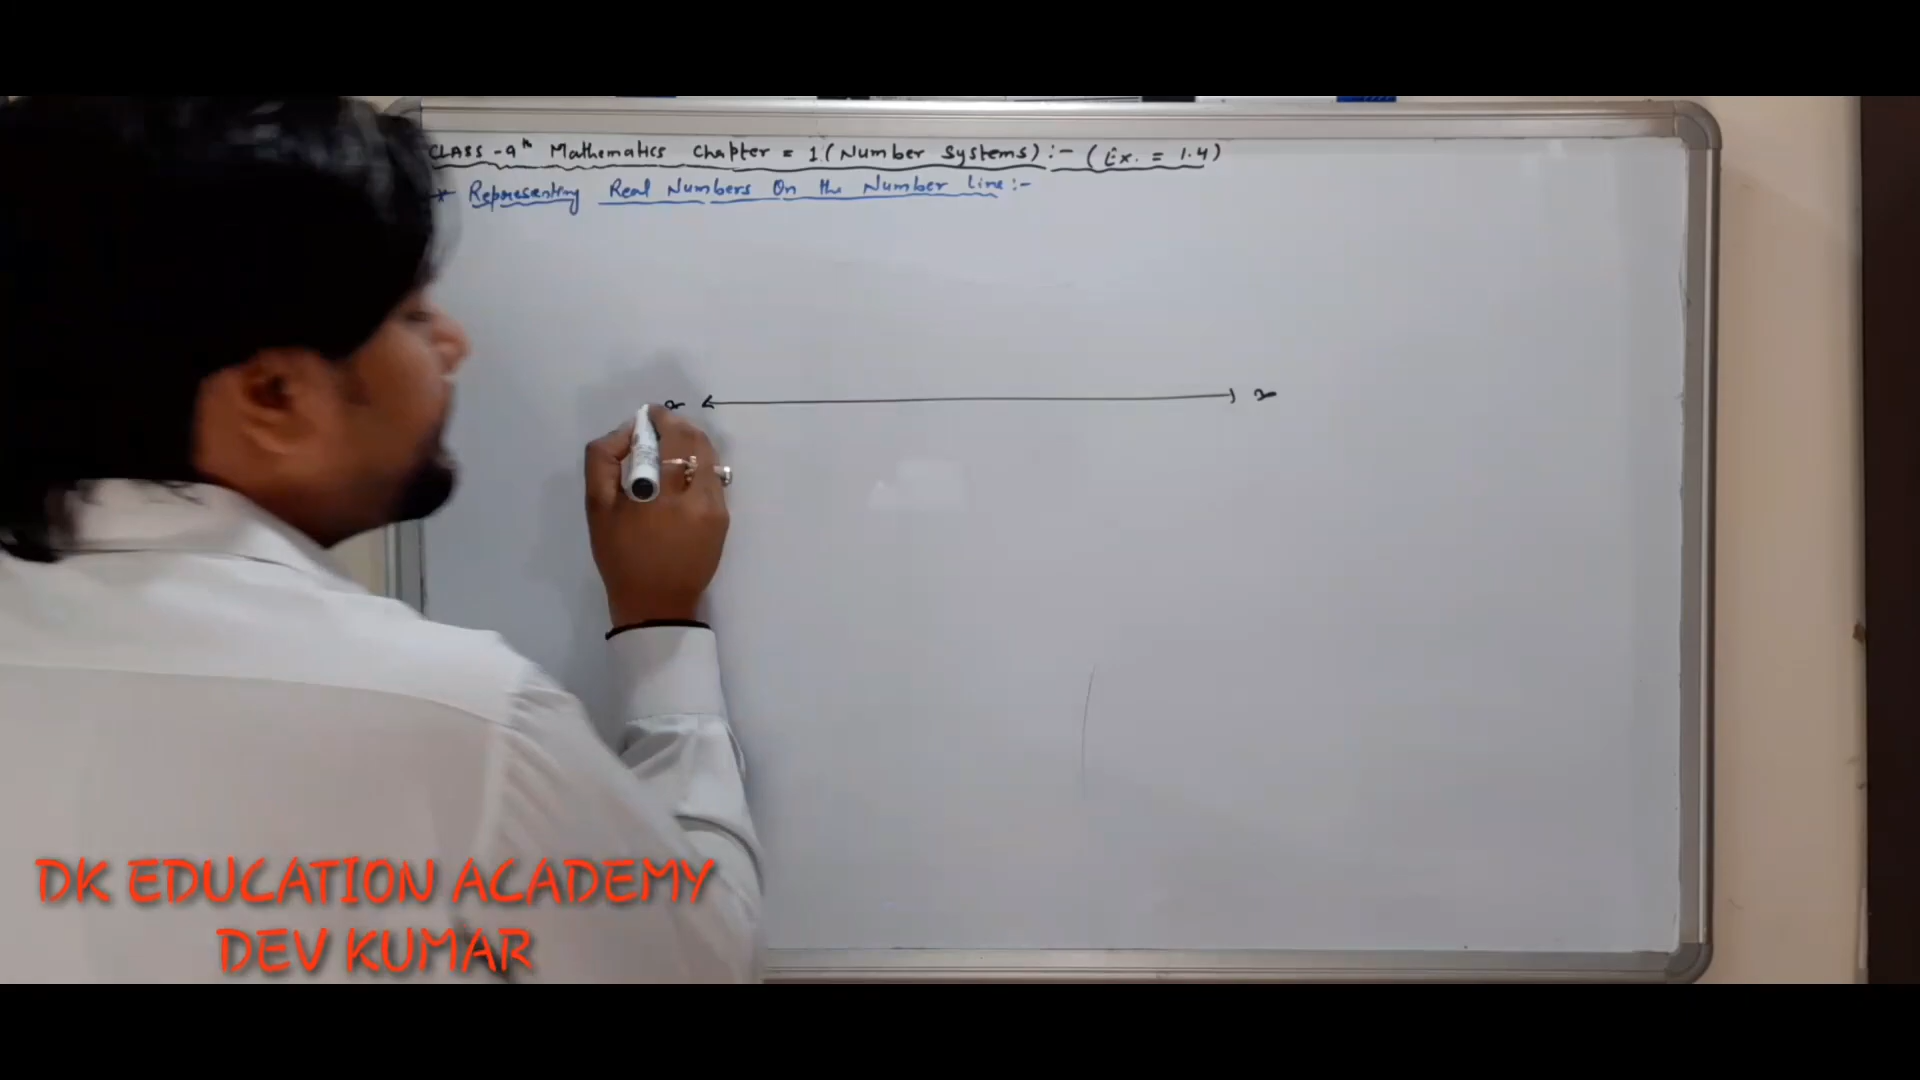 CLASS - 9th Mathematics Chapter = 1 (Number Systems) :- (Ex. = 1.4)
* Representing Real Numbers On the Number Line :-
DK EDUCATION ACADEMY
DEV KUMAR